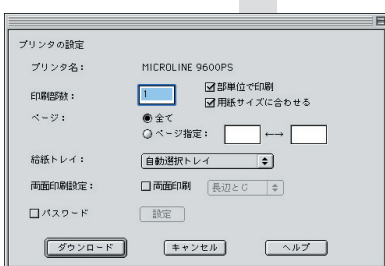 プリンタの設定
プリンタ名： MICROLINE 9600PS
印刷部数： 1 部単位で印刷
用紙サイズに合わせる
ページ： 全て
ページ指定： ←→
給紙トレイ： 自動選択トレイ
両面印刷設定： 両面印刷 長辺とじ
パスワード 設定
ダウンロード キャンセル ヘルプ